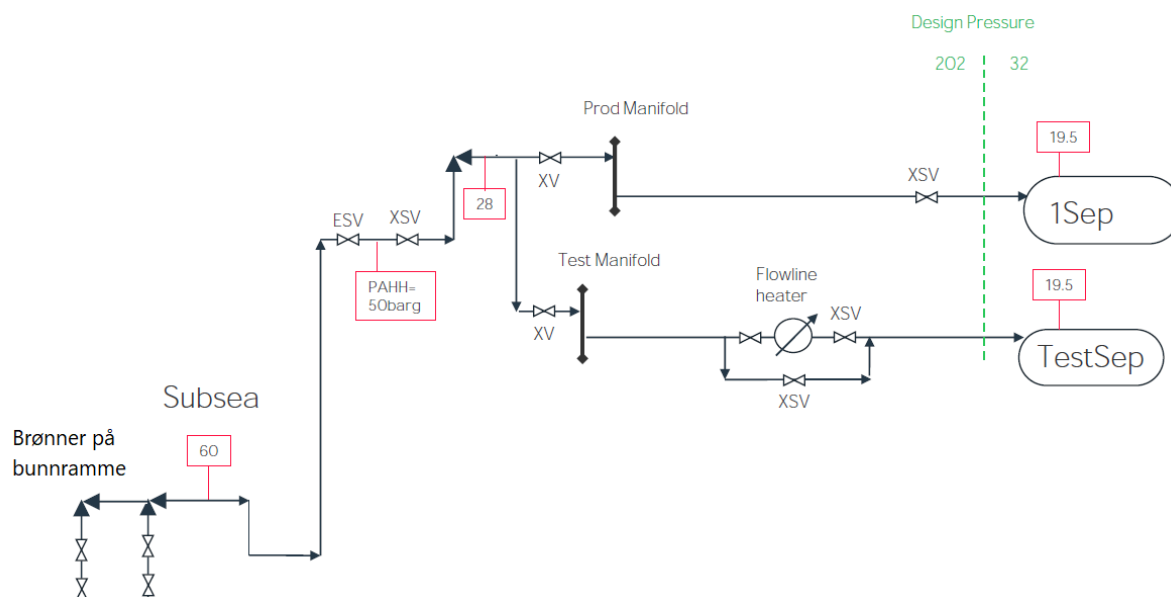 Design Pressure
202
32
Prod Manifold
19.5
XV
XSV
28
1Sep
ESV
XSV
Test Manifold
Flowline
heater
PAHH=
50barg
19.5
XSV
XV
TestSep
XSV
Subsea
Brønner på
bunnramme
60